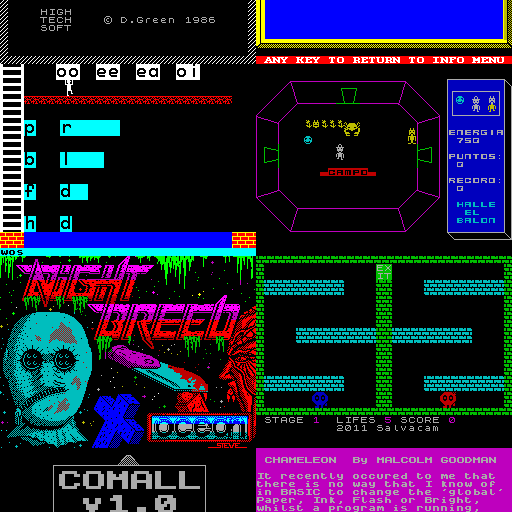 HIGH
TECH
SOFT
© D.Green 1986
ANY KEY TO RETURN TO INFO MENU
oo ee ea oi
p r
b l
f d
h d
wos
ENERGIA
750
PUNTOS:
0
RECORD:
0
HALLE
EL
BALON
CAMPO
NIGHT
BREED
ocean
STEVE
EX
IT
STAGE 1 LIFES 5 SCORE 0
2011 Salvacam
COMALL
v1.0
CHAMELEON By MALCOLM GOODMAN
It recently occured to me that
there is no way that I know of
in BASIC to change the 'global'
Paper, Ink, Flash or Bright,
whilst a program is running,